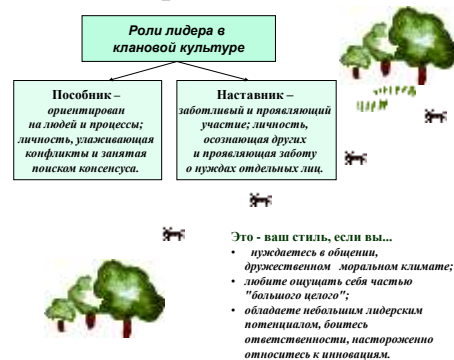 Роли лидера в
клановой культуре
Пособник –
ориентирован
на людей и процессы;
личность, улаживающая
конфликты и занятая
поиском консенсуса.
Наставник –
заботливый и проявляющий
участие; личность,
осознающая других
и проявляющая заботу
о нуждах отдельных лиц.
Это - ваш стиль, если вы...
• нуждаетесь в общении,
дружественном моральном климате;
• любите ощущать себя частью
"большого целого";
• обладаете небольшим лидерским
потенциалом, боитесь
ответственности, настороженно
относитесь к инновациям.